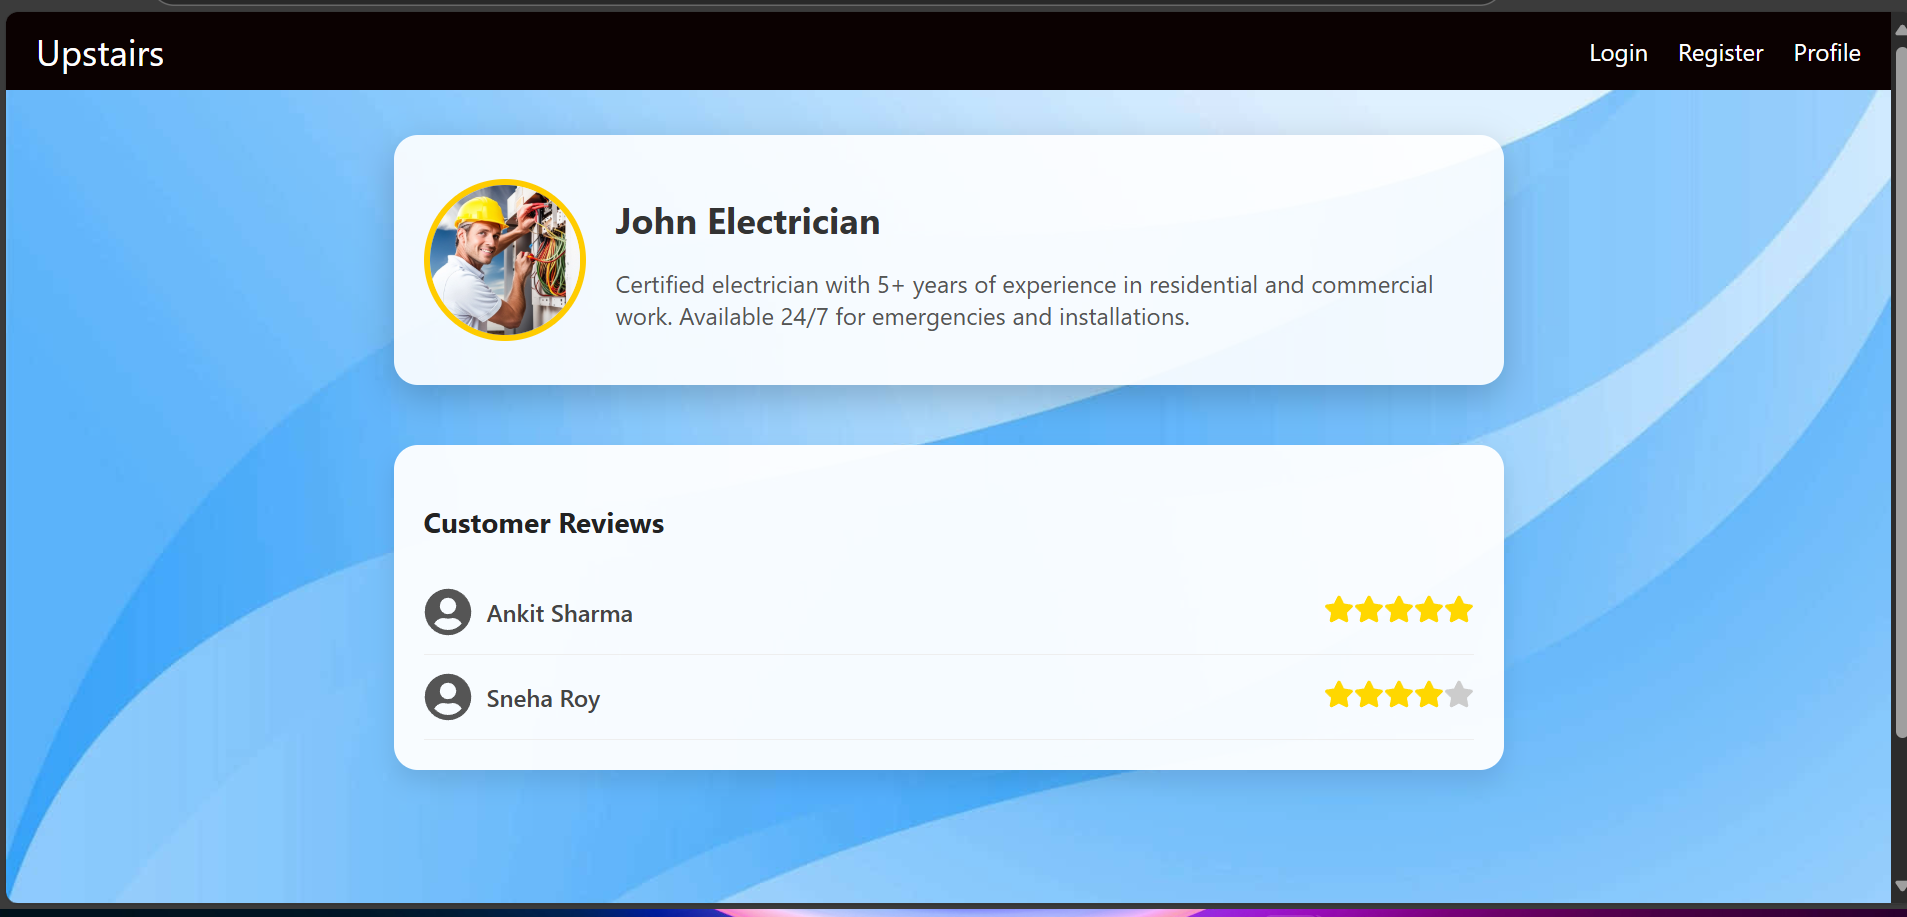 Upstairs
Login Register Profile
John Electrician
Certified electrician with 5+ years of experience in residential and commercial
work. Available 24/7 for emergencies and installations.
Customer Reviews
Ankit Sharma
Sneha Roy